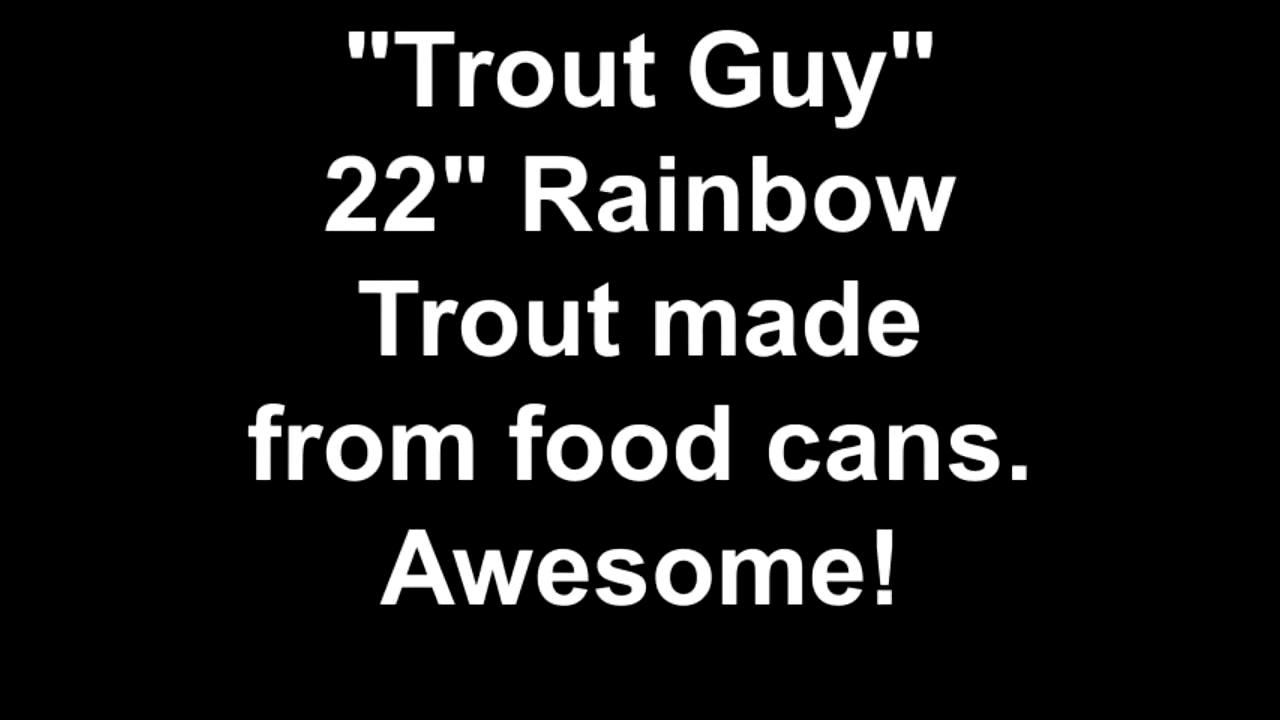 "Trout Guy"
22" Rainbow
Trout made
from food cans.
Awesome!